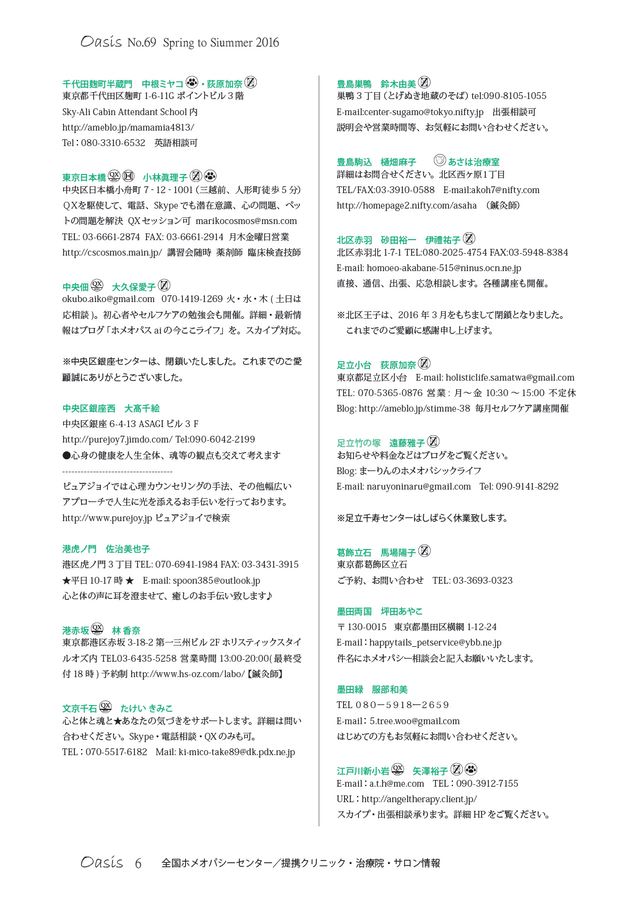 Oasis No.69 Spring to Siummer 2016
千代田麹町半蔵門 中根ミヤコ・荻原加奈
東京都千代田区麹町 1-6-11G ポイントビル 3 階
Sky-Ali Cabin Attendant School 内
http://ameblo.jp/mamamia4813/
Tel：080-3310-6532 英語相談可
東京日本橋 QX H 小林眞理子
中央区日本橋小舟町 7‐12‐1001（三越前、人形町徒歩 5 分）
ＱＸを駆使して、電話、Skype でも潜在意識、心の問題、ペッ
トの問題を解決 QX セッション可 marikocosmos@msn.com
TEL: 03-6661-2874 FAX: 03-6661-2914 月木金曜日営業
http://cscosmos.main.jp/ 講習会随時 薬剤師 臨床検査技師
中央佃 QX 大久保愛子
okubo.aiko@gmail.com 070-1419-1269 火・水・木 ( 土日は
応相談 )。初心者やセルフケアの勉強会も開催。詳細・最新情
報はブログ「ホメオパス ai の今ここライフ」を。スカイプ対応。
※中央区銀座センターは、閉鎖いたしました。これまでのご愛
顧誠にありがとうございました。
中央区銀座西 大髙千絵
中央区銀座 6-4-13 ASAGI ビル 3 F
http://purejoy7.jimdo.com/ Tel:090-6042-2199
●心身の健康を人生全体、魂等の観点も交えて考えます
------------------------------------
ピュアジョイでは心理カウンセリングの手法、その他幅広い
アプローチで人生に光を添えるお手伝いを行っております。
http://www.purejoy.jp ピュアジョイで検索
港虎ノ門 佐治美也子
港区虎ノ門 3 丁目 TEL: 070-6941-1984 FAX: 03-3431-3915
★平日 10-17 時 ★ E-mail: spoon385@outlook.jp
心と体の声に耳を澄ませて、癒しのお手伝い致します♪
港赤坂 QX 林 香奈
東京都港区赤坂 3-18-2 第一三州ビル 2F ホリスティックスタイ
ルオズ内 TEL03-6435-5258 営業時間 13:00-20:00( 最終受
付 18 時 ) 予約制 http://www.hs-oz.com/labo/【鍼灸師】
文京千石 QX たけい きみこ
心と体と魂と★あなたの気づきをサポートします。詳細は問い
合わせください。Skype・電話相談・QX のみも可。
TEL：070-5517-6182 Mail: ki-mico-take89@dk.pdx.ne.jp
豊島巣鴨 鈴木由美
巣鴨 3 丁目（とげぬき地蔵のそば）tel:090-8105-1055
E-mail:center-sugamo@tokyo.nifty.jp 出張相談可
説明会や営業時間等、お気軽にお問い合わせください。
豊島駒込 樋畑麻子 あさは治療室
詳細はお問合せください。北区西ヶ原 1 丁目
TEL/FAX:03-3910-0588 E-mail:akoh7@nifty.com
http://homepage2.nifty.com/asaha （鍼灸師）
北区赤羽 砂田裕一 伊禮祐子
北区赤羽北 1-7-1 TEL:080-2025-4754 FAX:03-5948-8384
E-mail: homoeo-akabane-515@ninus.ocn.ne.jp
直接、通信、出張、応急相談します。各種講座も開催。
※北区王子は、2016 年 3 月をもちまして閉鎖となりました。
これまでのご愛顧に感謝申し上げます。
足立小台 荻原加奈
東京都足立区小台 E-mail: holisticlife.samatwa@gmail.com
TEL: 070-5365-0876 営業 : 月～金 10:30 ～ 15:00 不定休
Blog: http://ameblo.jp/stimme-38 毎月セルフケア講座開催
足立竹の塚 遠藤雅子
お知らせや料金などはブログをご覧ください。
Blog: まーりんのホメオパシックライフ
E-mail: naruyoninaru@gmail.com Tel: 090-9141-8292
※足立千寿センターはしばらく休業致します。
葛飾立石 馬場陽子
東京都葛飾区立石
ご予約、お問い合わせ TEL: 03-3693-0323
墨田両国 坪田あやこ
〒 130-0015 東京都墨田区横網 1-12-24
E-mail：happytails_petservice@ybb.ne.jp
件名にホメオパシー相談会と記入お願いいたします。
墨田緑 服部和美
TEL ０８０－５９１８－２６５９
E-mail：5.tree.woo@gmail.com
はじめての方もお気軽にお問い合わせください。
江戸川新小岩 QX 矢澤裕子
E-mail：a.t.h@me.com TEL：090-3912-7155
URL：http://angeltherapy.client.jp/
スカイプ・出張相談承ります。詳細 HP をご覧ください。
Oasis 6 全国ホメオパシーセンター／提携クリニック・治療院・サロン情報